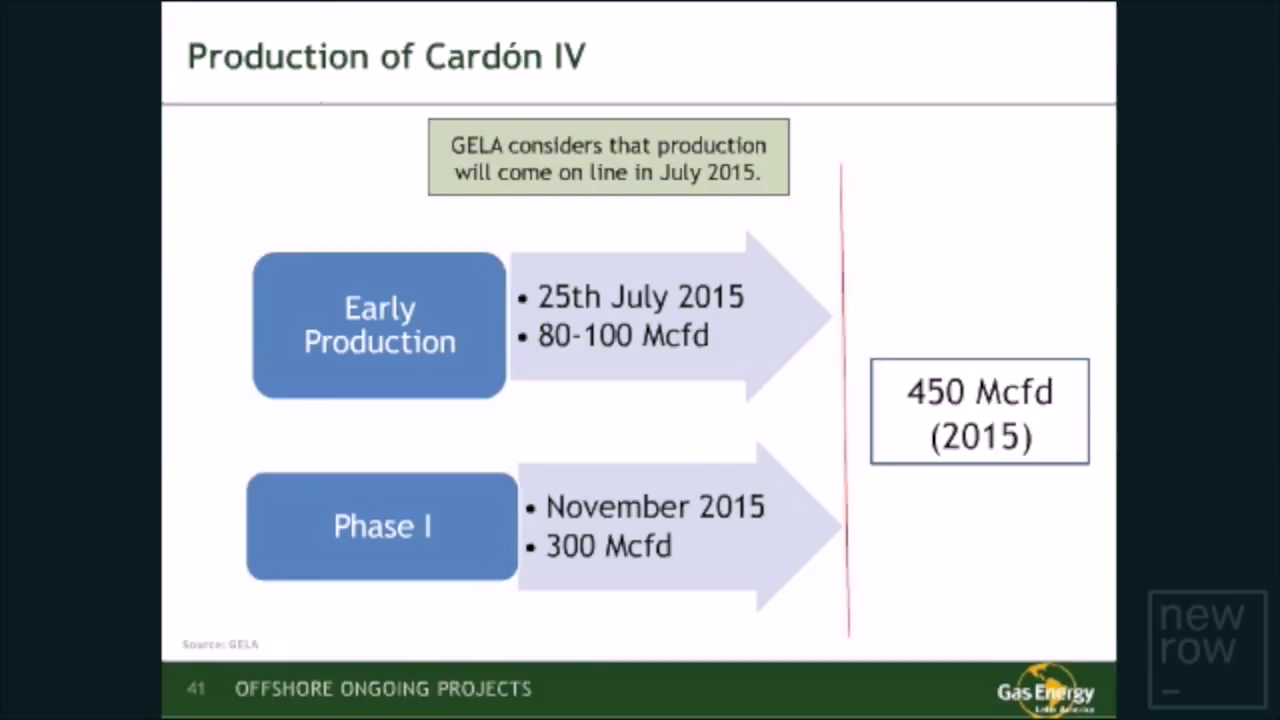 Production of Cardón IV
GELA considers that production
will come on line in July 2015.
Early
Production
• 25th July 2015
• 80-100 Mcfd
450 Mcfd
(2015)
Phase I
• November 2015
• 300 Mcfd
Source: GELA
41 OFFSHORE ONGOING PROJECTS
Gas Energy
Latin America
new
row